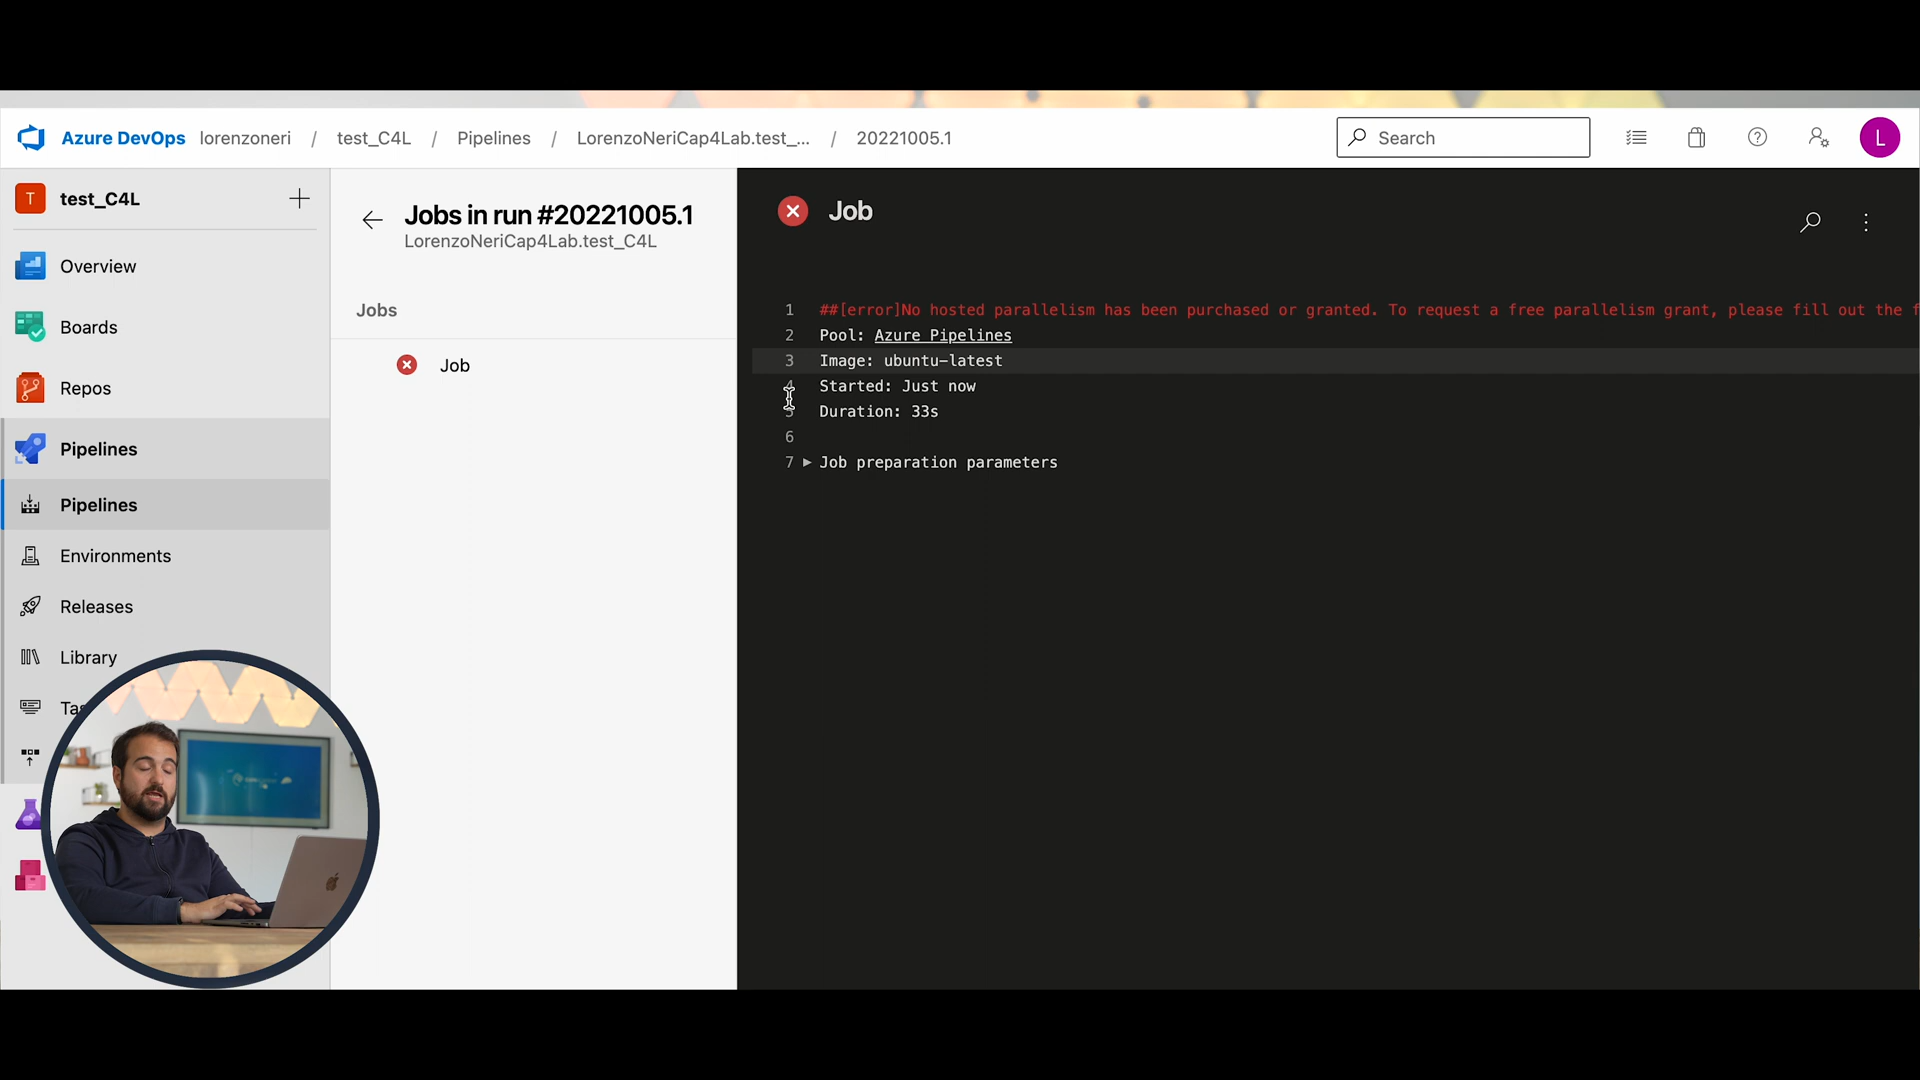 Azure DevOps lorenzoneri / test_C4L / Pipelines / LorenzoNeriCap4Lab.test_... / 20221005.1
Search
L
T test_C4L
Overview
Boards
Repos
Pipelines
Pipelines
Environments
Releases
Library
Jobs in run #20221005.1
LorenzoNeriCap4Lab.test_C4L
Jobs
Job
Job
1 ##[error]No hosted parallelism has been purchased or granted. To request a free parallelism grant, please fill out the f
2 Pool: Azure Pipelines
3 Image: ubuntu-latest
4 Started: Just now
5 Duration: 33s
6
7 Job preparation parameters